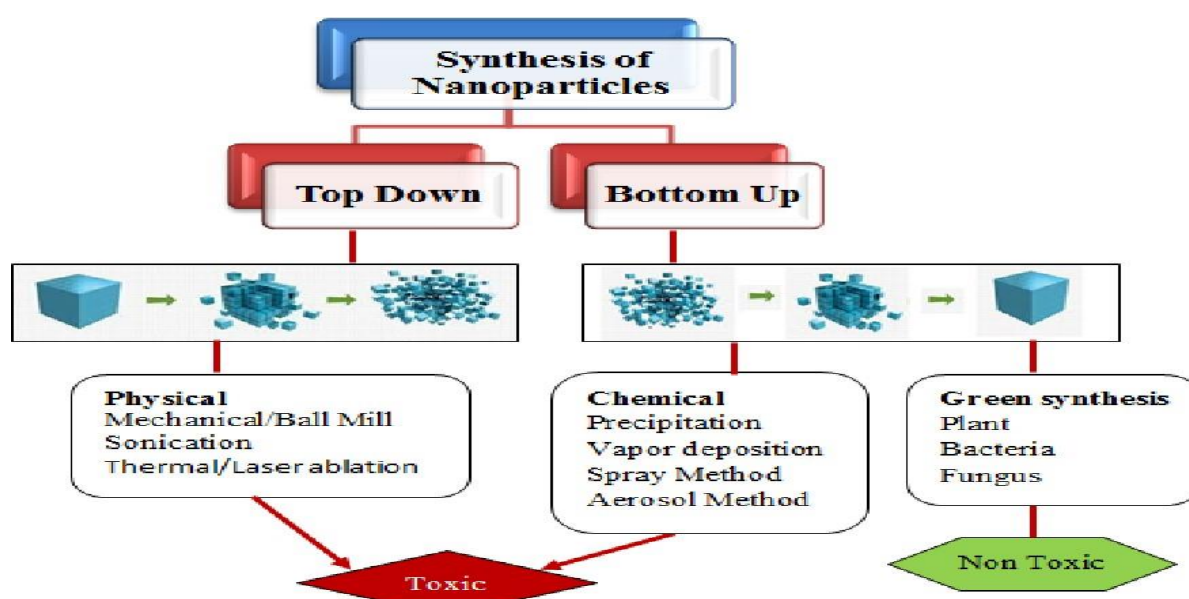 Synthesis of
Nanoparticles
Top Down
Bottom Up
Physical
Mechanical/Ball Mill
Sonication
Thermal/Laser ablation
Chemical
Precipitation
Vapor deposition
Spray Method
Aerosol Method
Green synthesis
Plant
Bacteria
Fungus
Toxic
Non Toxic